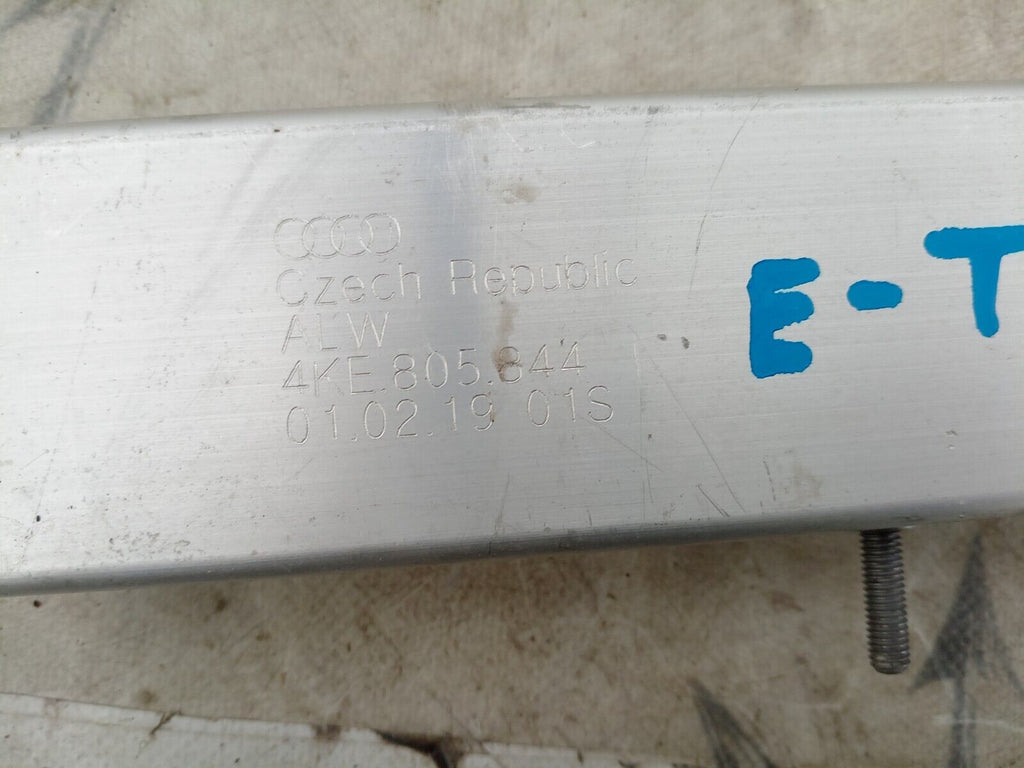 Czech Republic
ALW
4KE.805.844
01.02.19 01S
E-T